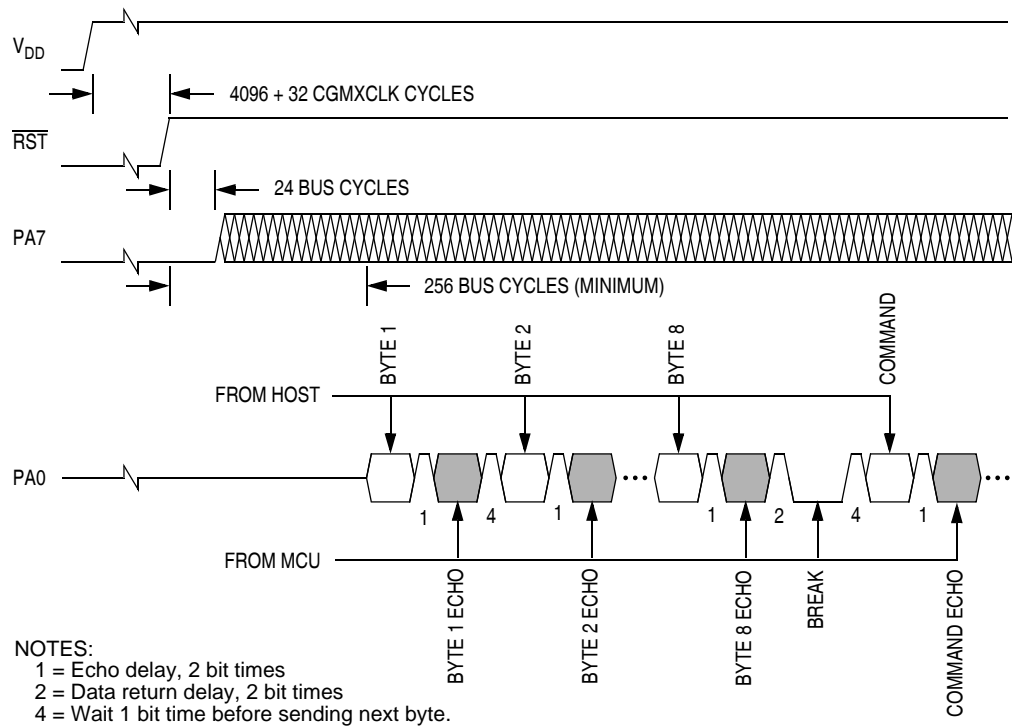 VDD
4096 + 32 CGMXCLK CYCLES
RST
24 BUS CYCLES
PA7
256 BUS CYCLES (MINIMUM)
BYTE 1
BYTE 2
BYTE 8
COMMAND
FROM HOST
PA0
1
4
1
1
2
4
1
FROM MCU
BYTE 1 ECHO
BYTE 2 ECHO
BYTE 8 ECHO
BREAK
COMMAND ECHO
NOTES:
1 = Echo delay, 2 bit times
2 = Data return delay, 2 bit times
4 = Wait 1 bit time before sending next byte.